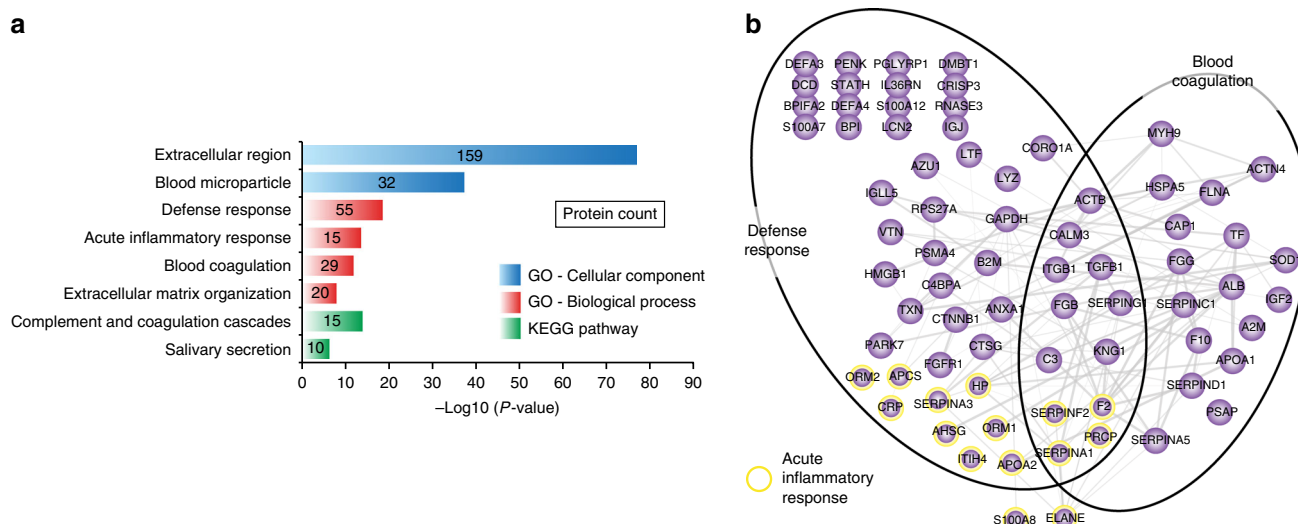 a
Extracellular region
159
Blood microparticle
32
Defense response
55
Acute inflammatory response
15
Blood coagulation
29
Extracellular matrix organization
20
Complement and coagulation cascades
15
Salivary secretion
10
0 10 20 30 40 50 60 70 80 90
–Log10 (P-value)
Protein count
GO - Cellular component
GO - Biological process
KEGG pathway
b
Defense response
Blood coagulation
DEFA3 PENK PGLYRP1 DMBT1
DCD STATH IL36RN CRISP3
BPIFA2 DEFA4 S100A12 RNASE3
S100A7 BPI LCN2 IGJ
MYH9
CORO1A
LTF
AZU1
ACTN4
LYZ
HSPA5
FLNA
IGLL5
ACTB
RPS27A
GAPDH
CAP1
VTN
CALM3
TF
PSMA4
B2M
ITGB1
TGFB1
FGG
SOD1
HMGB1
C4BPA
ALB
IGF2
TXN
CTNNB1
ANXA1
FGB
SERPING1
SERPINC1
A2M
PARK7
FGFR1
CTSG
C3
KNG1
F10
APOA1
ORM2
APCS
HP
SERPIND1
CRP
SERPINA3
SERPINF2
F2
PSAP
AHSG
ORM1
PRCP
SERPINA5
ITIH4
APOA2
SERPINA1
Acute
inflammatory
response
S100A8
ELANE